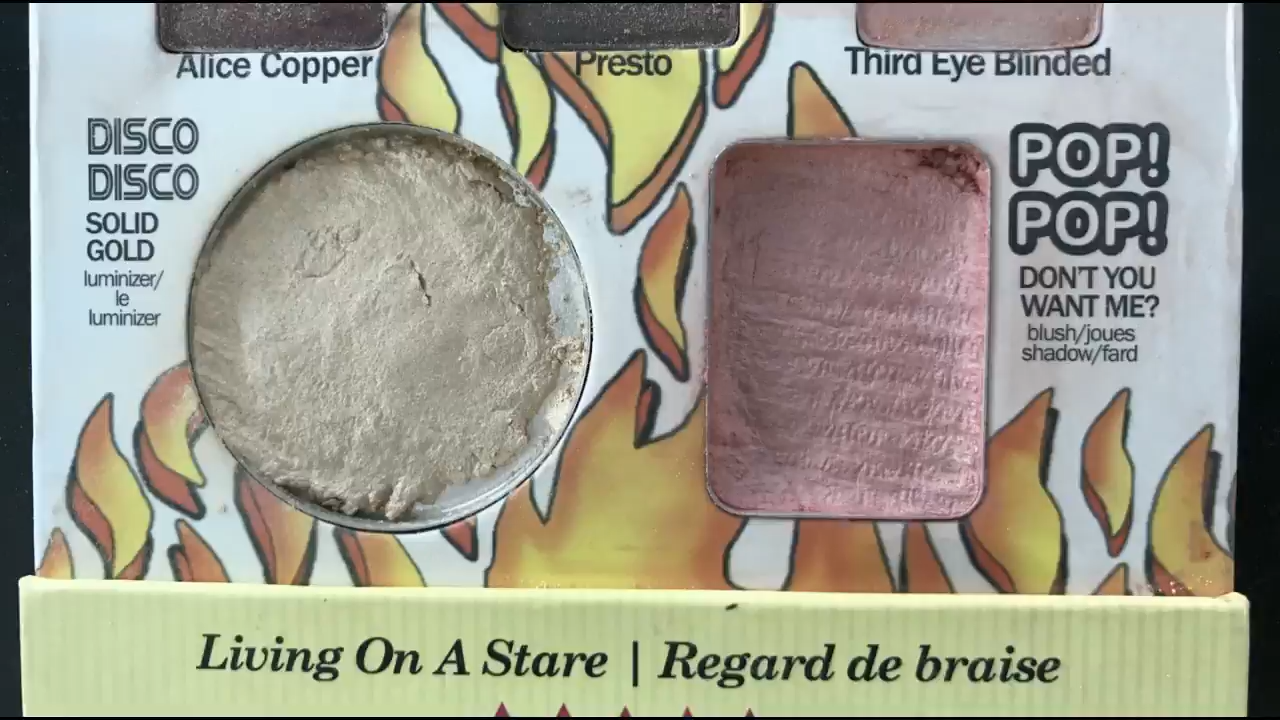 Alice Copper
Presto
Third Eye Blinded
DISCO
DISCO
SOLID
GOLD
luminizer/
le
luminizer
POP!
POP!
DON'T YOU
WANT ME?
blush/joues
shadow/fard
Living On A Stare | Regard de braise